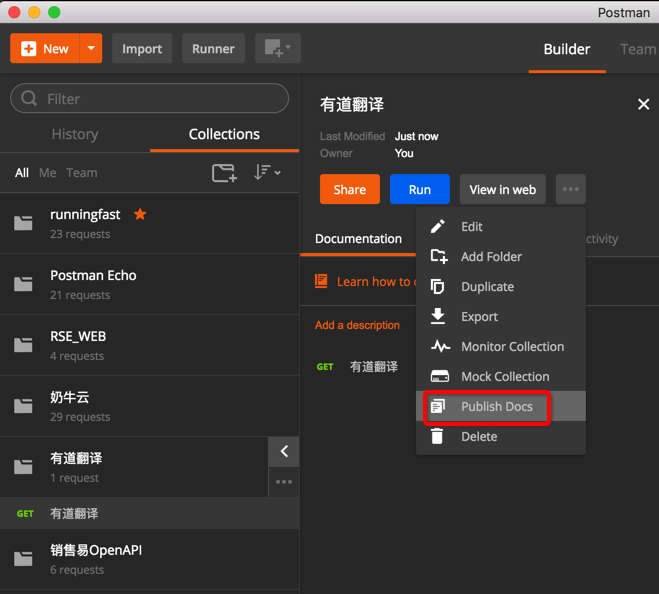 Postman
New
Import
Runner
Builder
Team
Filter
History
Collections
All
Me
Team
runningfast
23 requests
Postman Echo
21 requests
RSE_WEB
4 requests
奶牛云
29 requests
有道翻译
1 request
GET 有道翻译
销售易OpenAPI
6 requests
有道翻译
Last Modified Just now
Owner You
Share
Run
View in web
Documentation
ctivity
Learn how to
Add a description
GET 有道翻译
Edit
Add Folder
Duplicate
Export
Monitor Collection
Mock Collection
Publish Docs
Delete